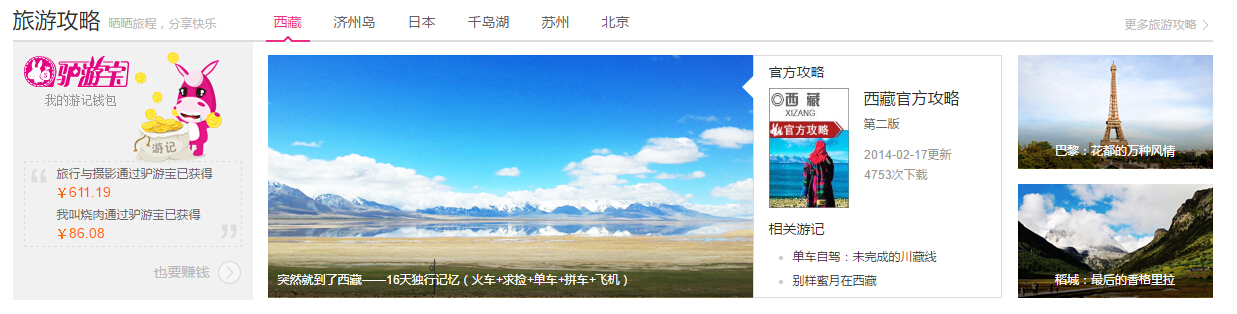 旅游攻略 晒晒旅程，分享快乐
西藏 济州岛 日本 千岛湖 苏州 北京
更多旅游攻略
驴游宝
我的游记钱包
游记
旅行与摄影通过驴游宝已获得
￥611.19
我叫烧肉通过驴游宝已获得
￥86.08
也要赚钱
突然就到了西藏——16天独行记忆（火车+求捡+单车+拼车+飞机）
官方攻略
西藏
XIZANG
官方攻略
西藏官方攻略
第二版
2014-02-17更新
4753次下载
相关游记
单车自驾：未完成的川藏线
别样蜜月在西藏
巴黎：花都的万种风情
稻城：最后的香格里拉